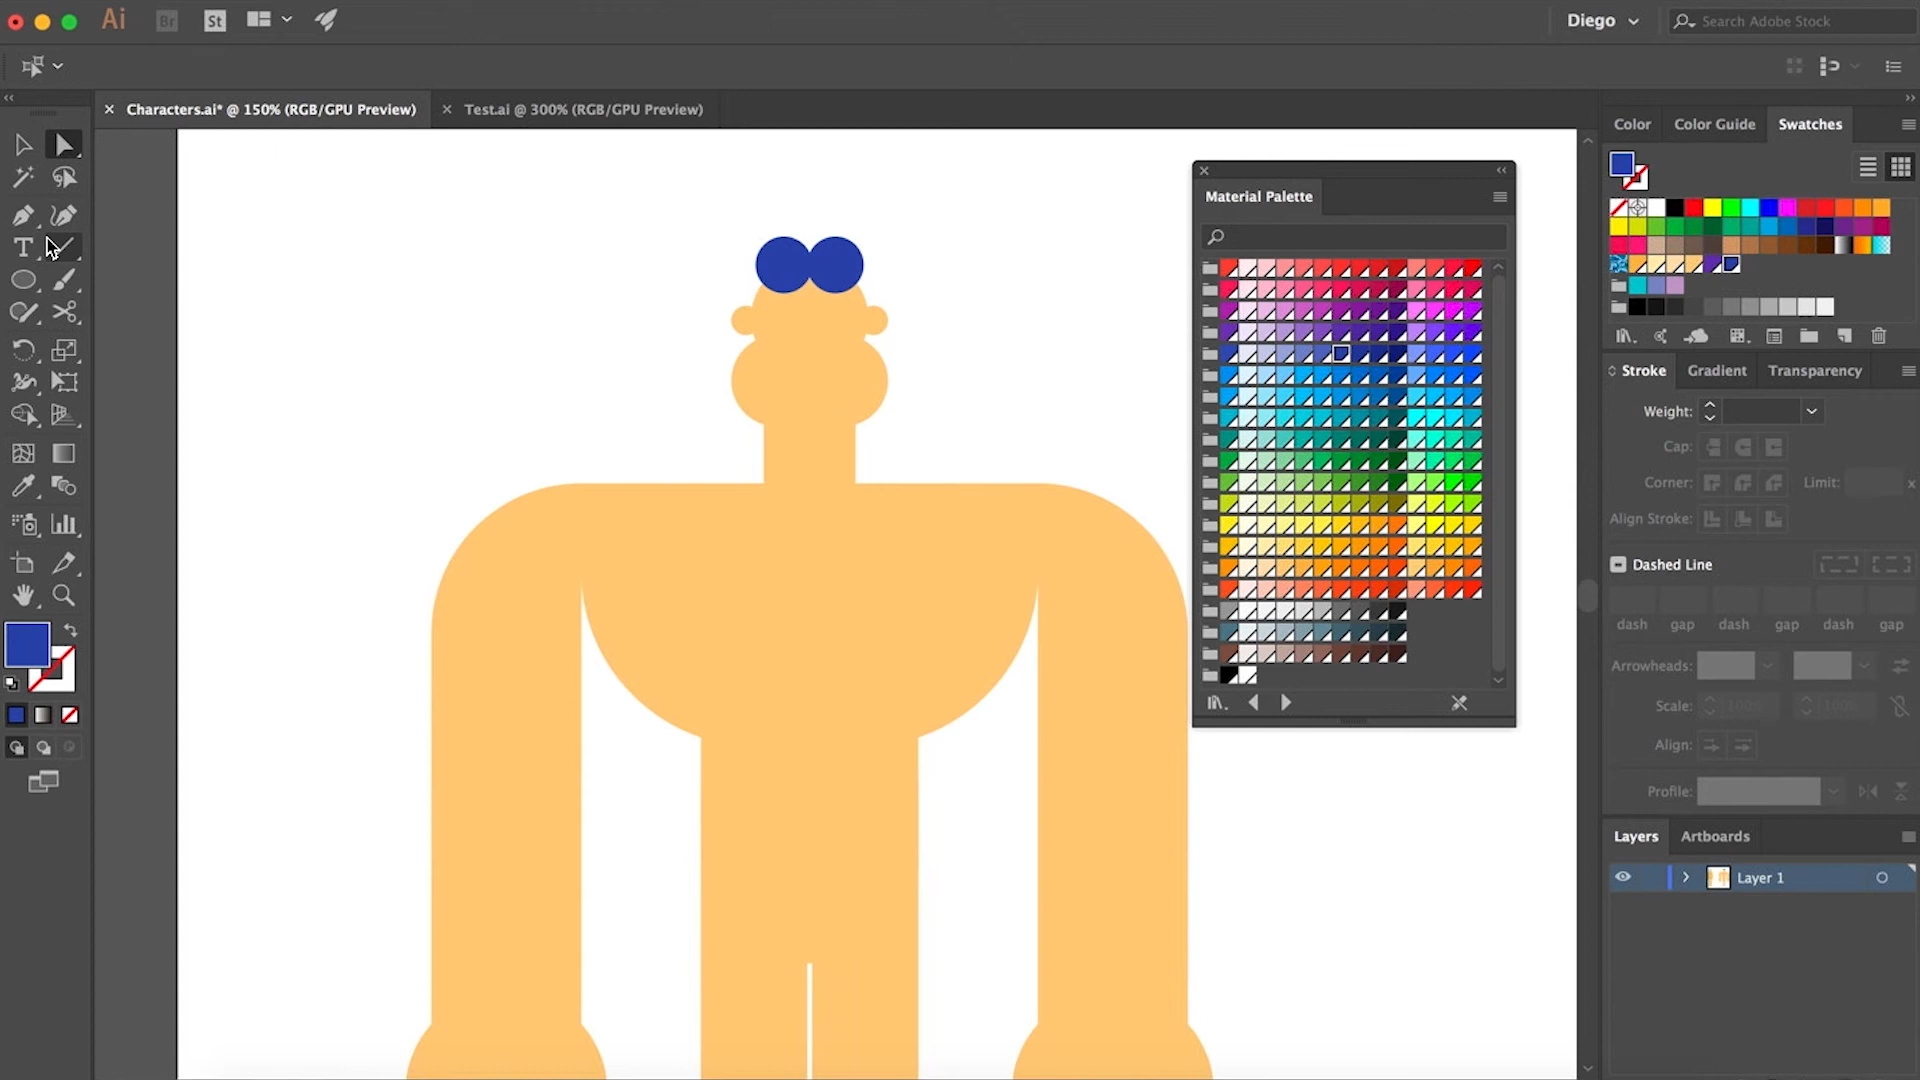 Ai Br St Diego Search Adobe Stock
Characters.ai* @ 150% (RGB/GPU Preview) Test.ai @ 300% (RGB/GPU Preview)
Color Color Guide Swatches
Material Palette
T
Stroke Gradient Transparency
Weight:
Cap:
Corner: Limit: x
Align Stroke:
Dashed Line
dash gap dash gap dash gap
Arrowheads:
Scale: 100% 100%
Align:
Profile:
Layers Artboards
Layer 1